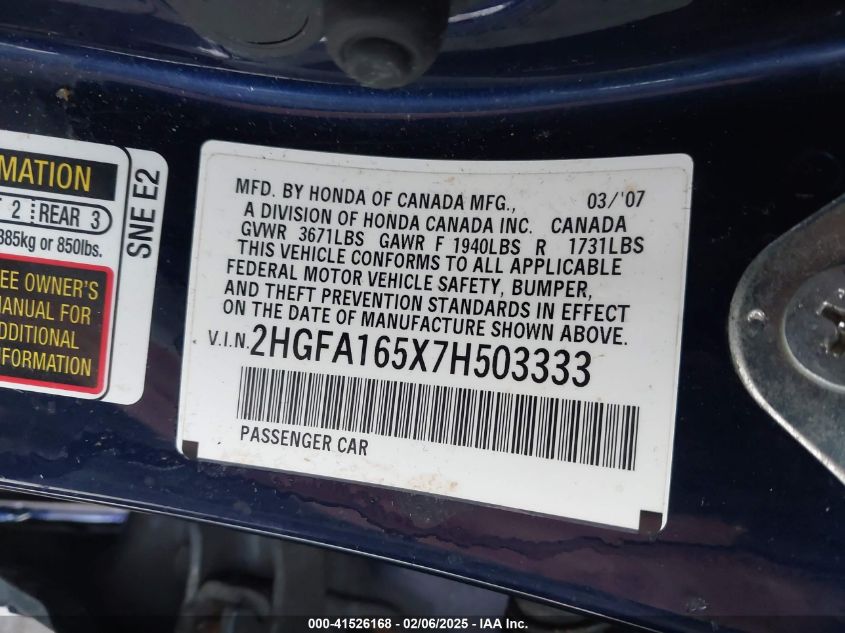 MATION
2 REAR 3
385kg or 850lbs.
EE OWNER'S
MANUAL FOR
ADDITIONAL
NFORMATION
SNE E2
MFD. BY HONDA OF CANADA MFG., 03/'07
A DIVISION OF HONDA CANADA INC. CANADA
GVWR 3671LBS GAWR F 1940LBS R 1731LBS
THIS VEHICLE CONFORMS TO ALL APPLICABLE
FEDERAL MOTOR VEHICLE SAFETY, BUMPER,
AND THEFT PREVENTION STANDARDS IN EFFECT
ON THE DATE OF MANUFACTURE SHOWN ABOVE.
V.I.N. 2HGFA165X7H503333
PASSENGER CAR
000-41526168 - 02/06/2025 - IAA Inc.